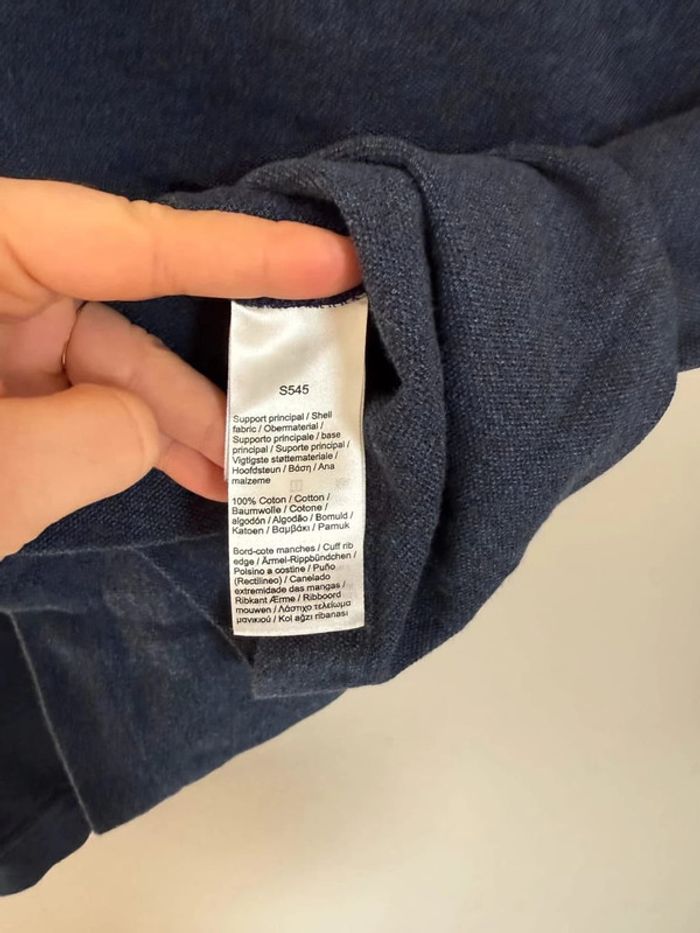 S545
Support principal / Shell
fabric / Obermaterial /
Supporto principale / base
principal / Suporte principal /
Vigtigste støttemateriale /
Hoofdsteun / Βάση / Ana
malzeme
100% Coton / Cotton /
Baumwolle / Cotone /
algodón / Algodão / Bomuld /
Katoen / Βαμβάκι / Pamuk
Bord-cote manches / Cuff rib
edge / Ärmel-Rippbündchen /
Polsino a costine / Puño
(Rectilineo) / Canelado
extremidade das mangas /
Ribkant Ærme / Ribboord
mouwen / Λάστιχο τελείωμα
μανικιού / Kol ağzı ribanası